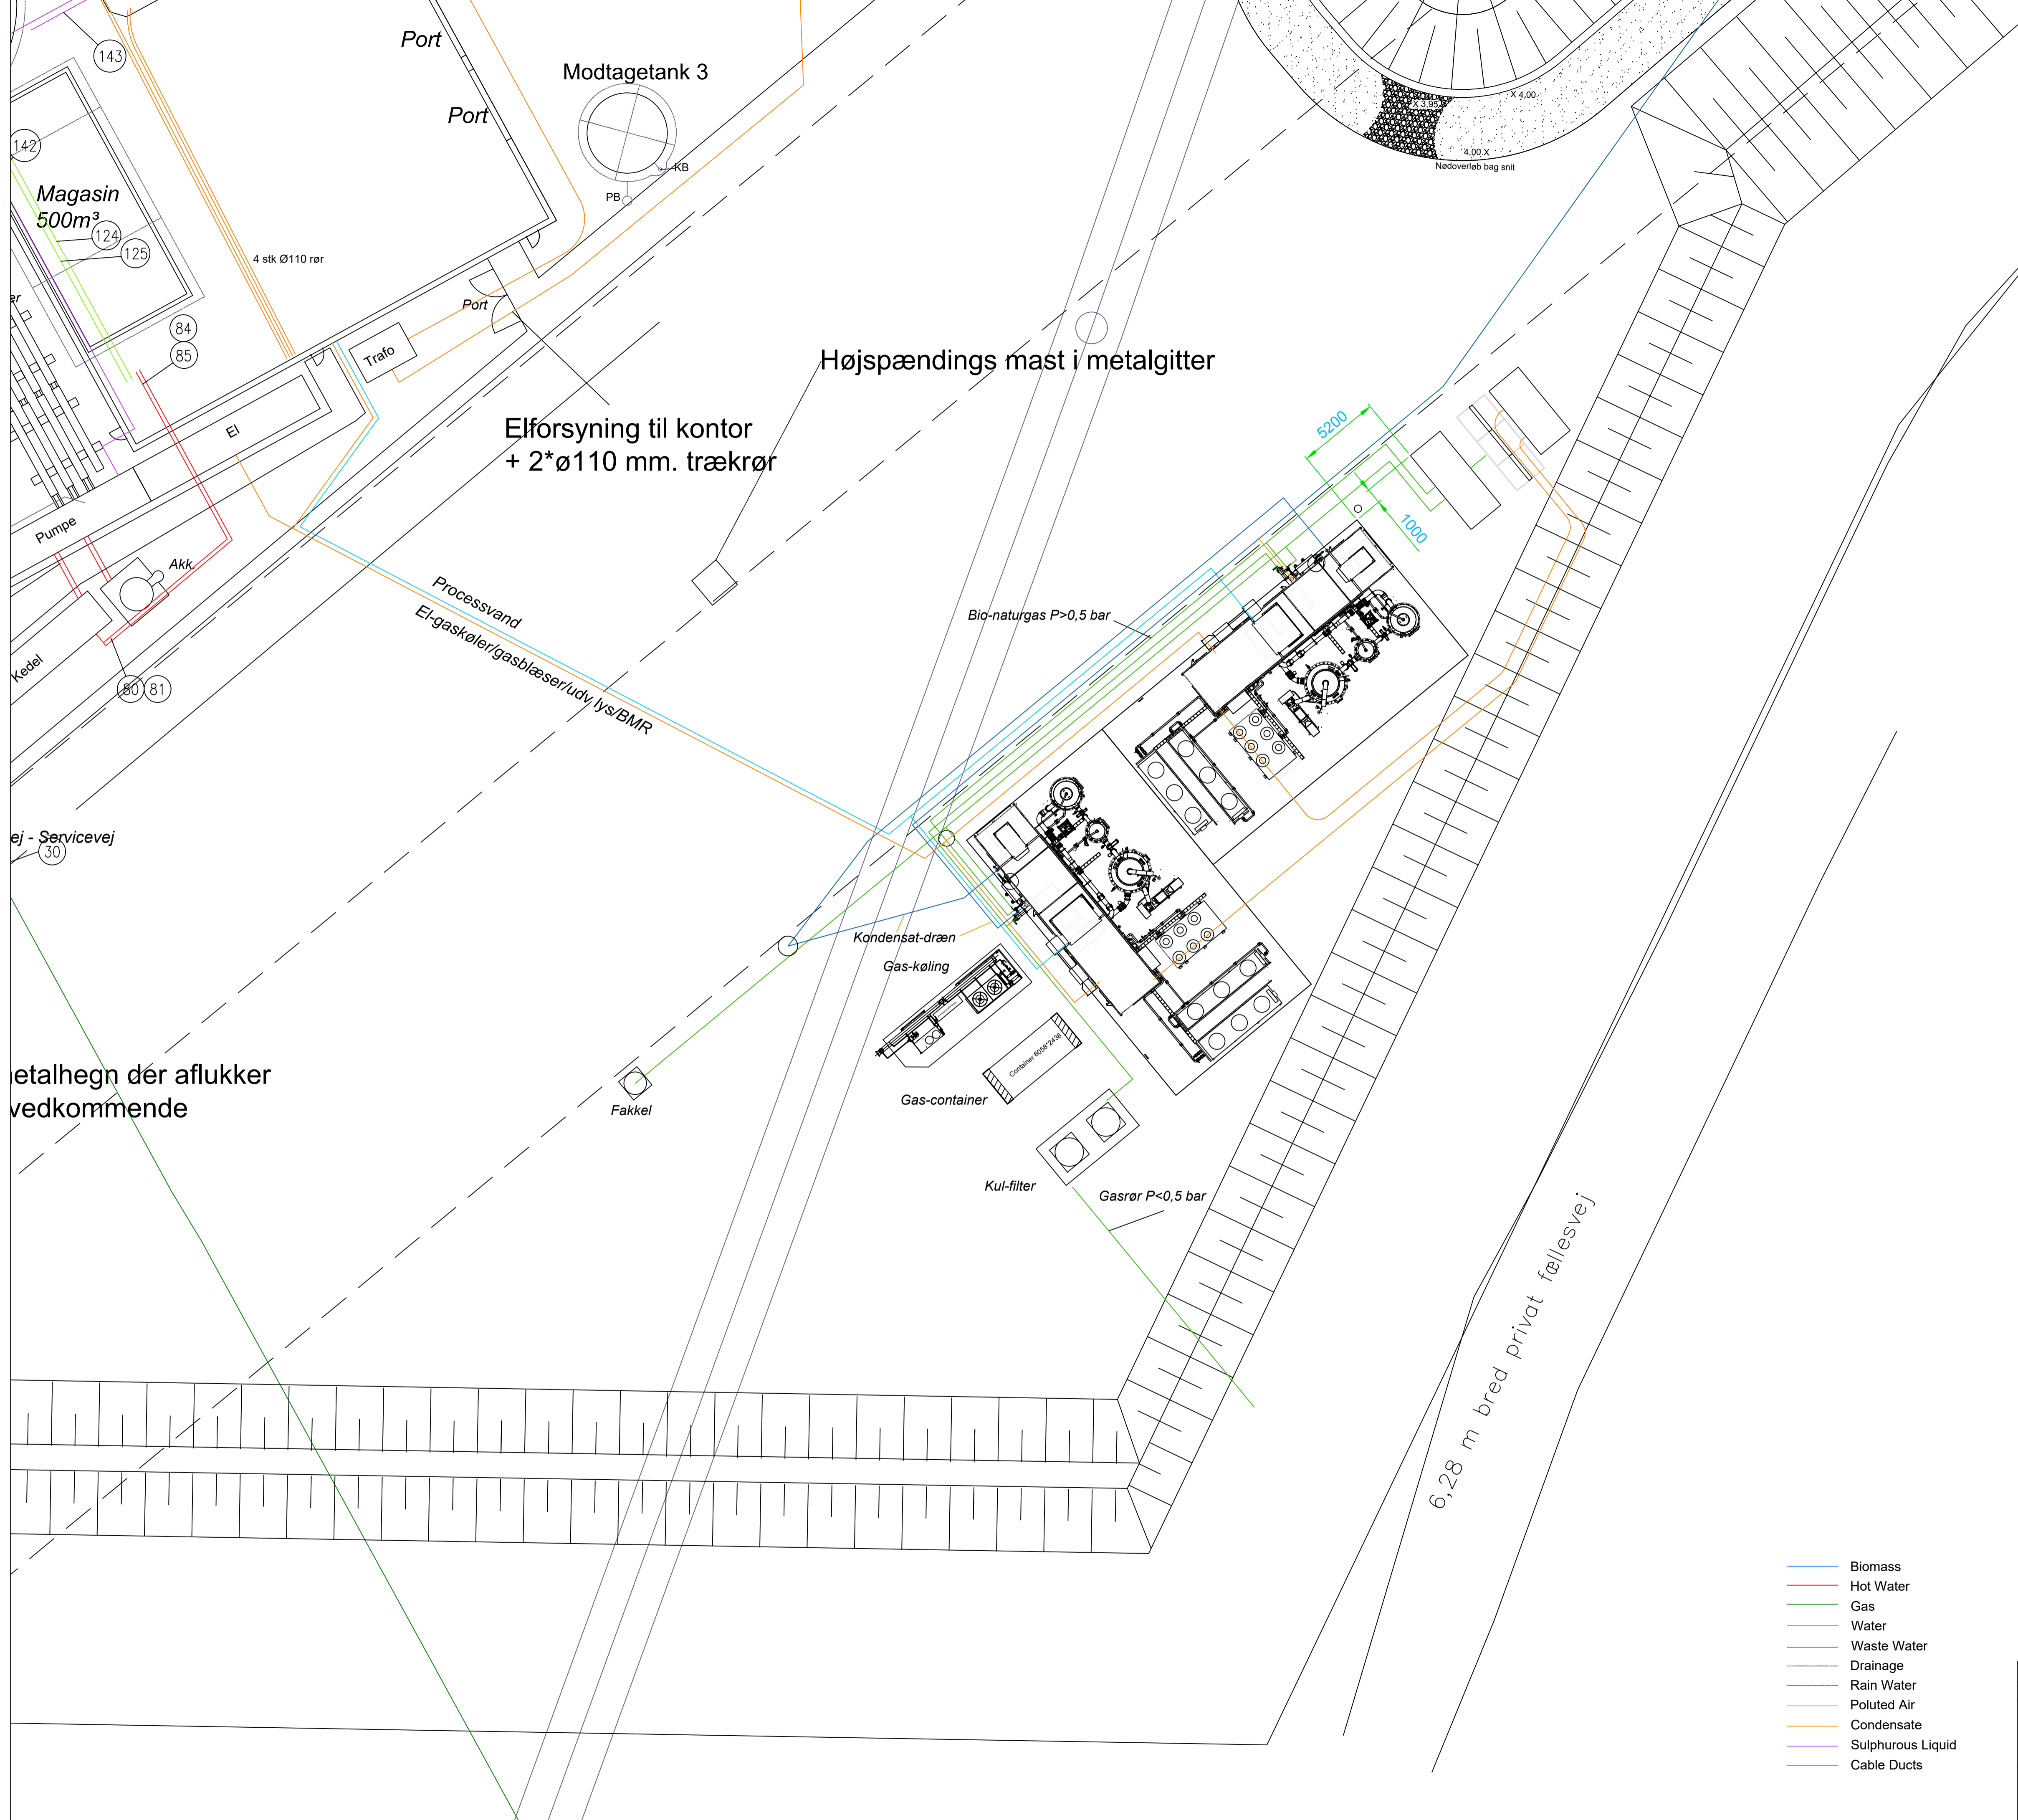 Port
143
Modtagetank 3
X 4,00
X 3,95
Port
142
4,00 X
Nødoverløb bag snit
KB
PB
Magasin
500m³
124
125
4 stk Ø110 rør
Port
84
85
Trafo
Højspændings mast i metalgitter
El
Elforsyning til kontor
+ 2*ø110 mm. trækrør
5200
1000
Pumpe
Akk.
Processvand
El-gaskøler/gasblæser/udv lys/BMR
Bio-naturgas P>0,5 bar
Kedel
80
81
ej - Servicevej
30
Kondensat-dræn
Gas-køling
Container 6058*2438
Gas-container
etalhegn der aflukker
vedkommende
Fakkel
Kul-filter
Gasrør P<0,5 bar
6,28 m bred privat fællesvej
Biomass
Hot Water
Gas
Water
Waste Water
Drainage
Rain Water
Poluted Air
Condensate
Sulphurous Liquid
Cable Ducts